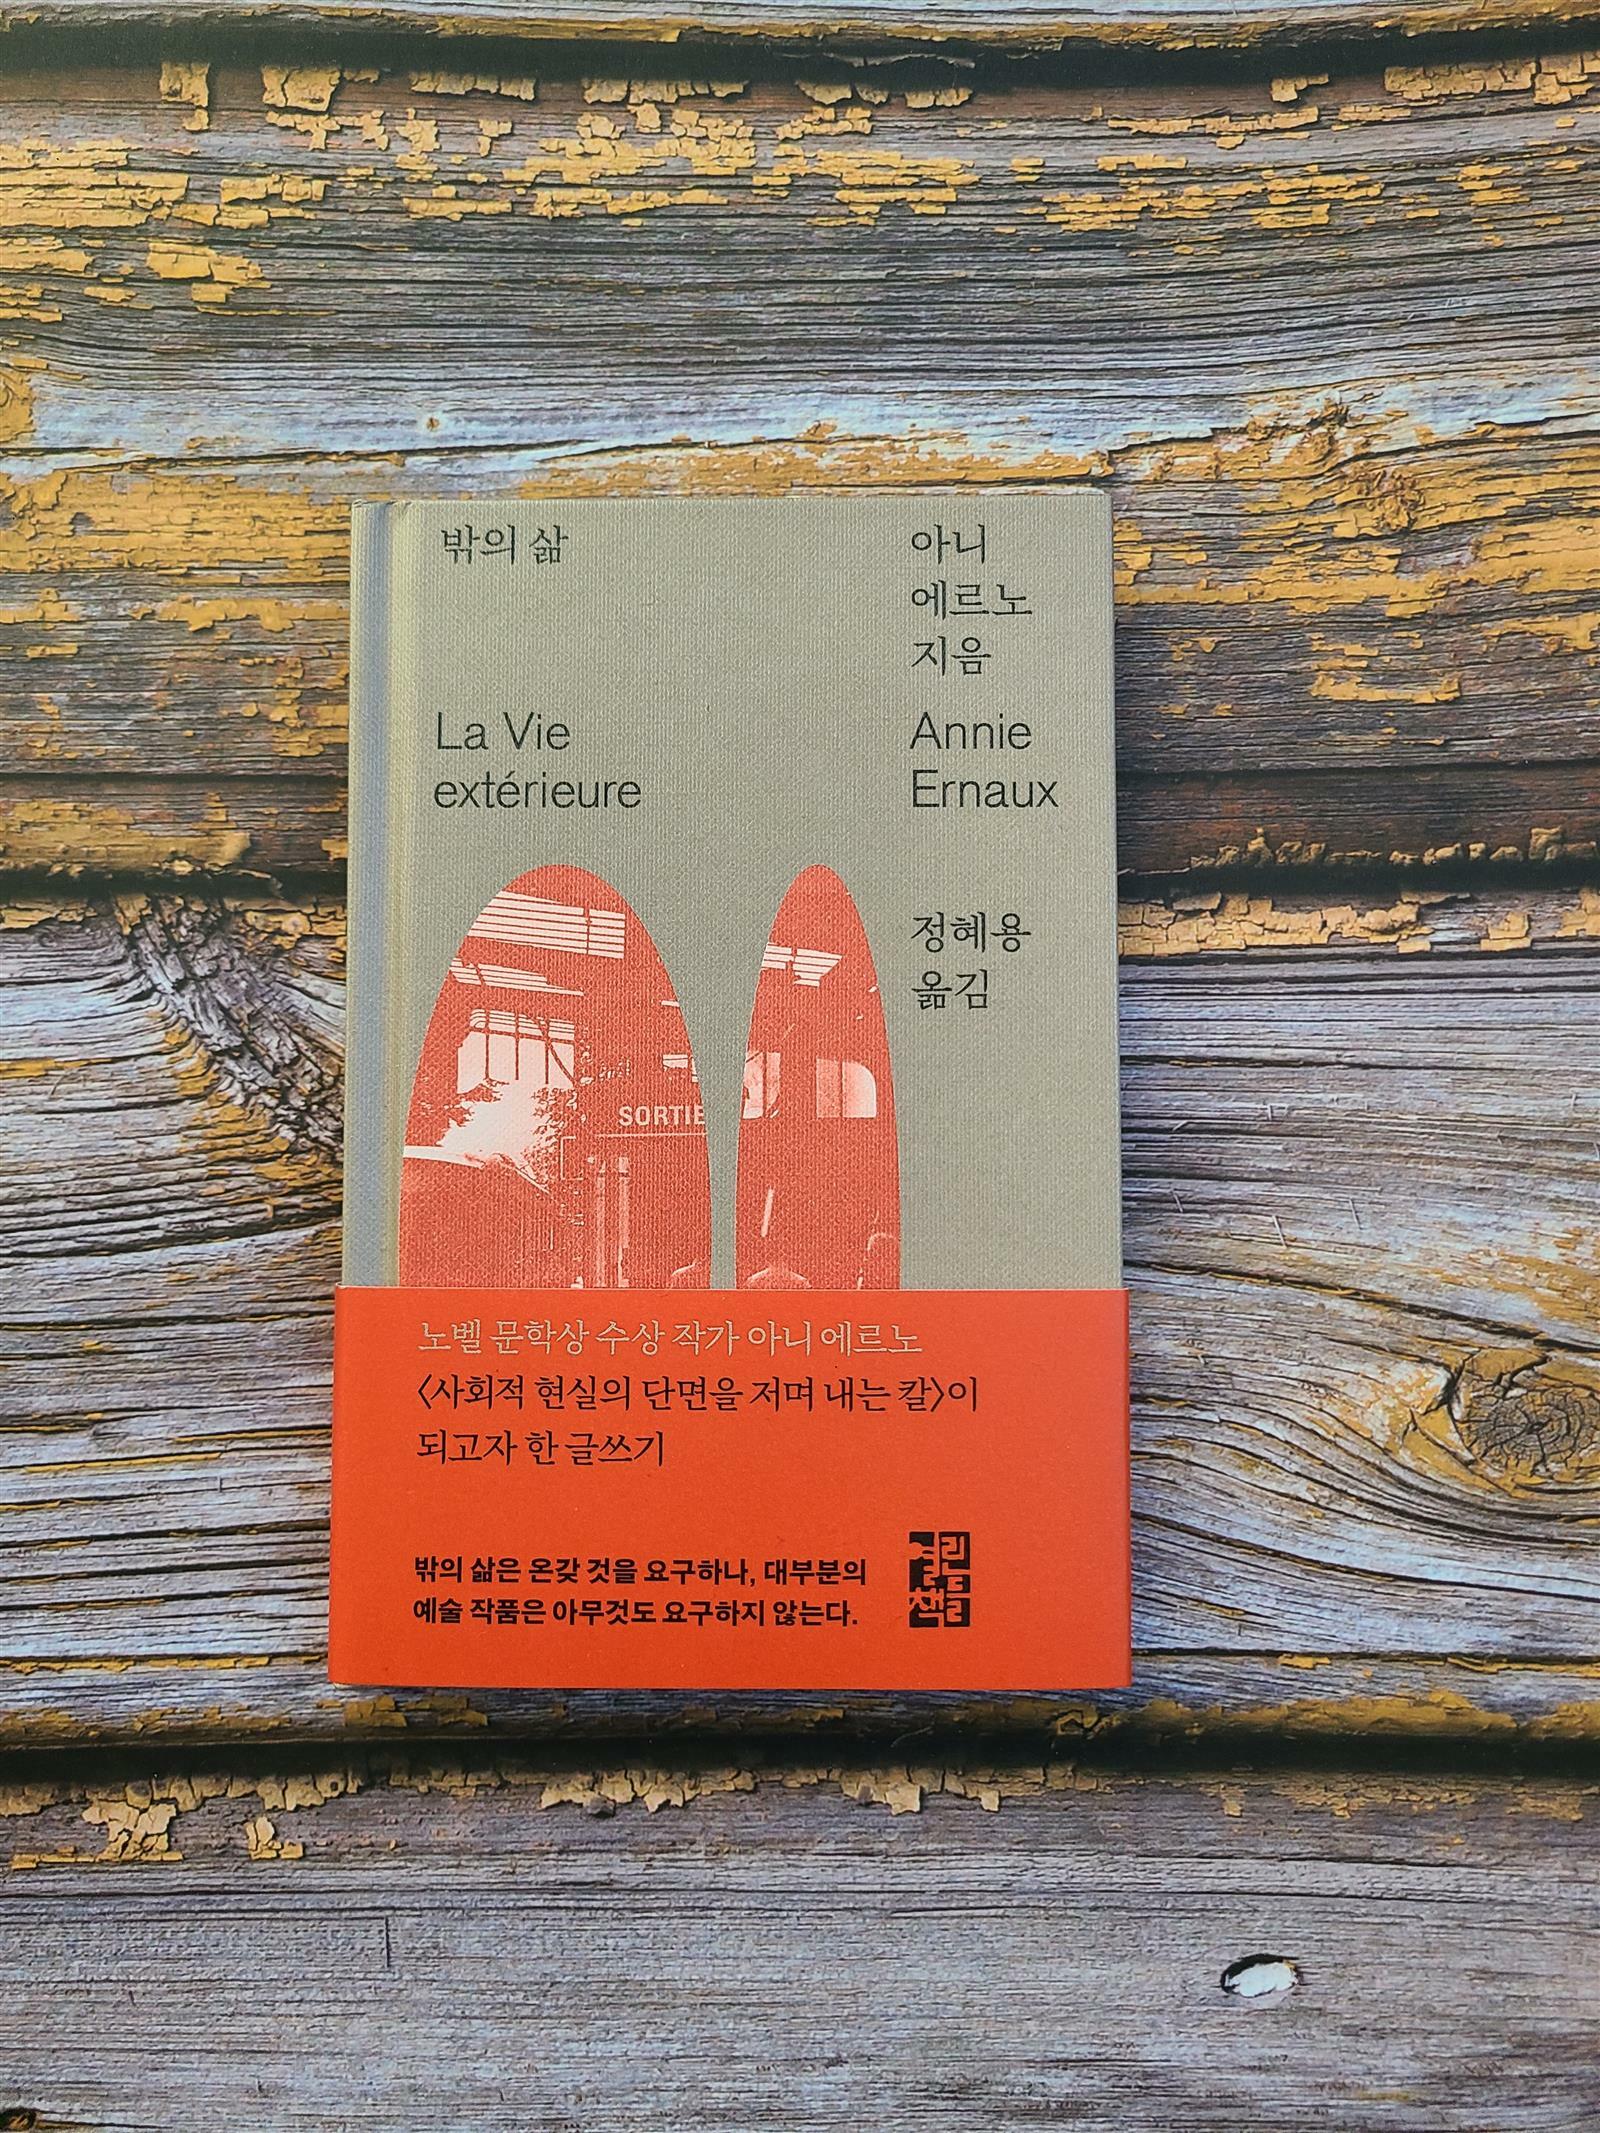 밖의 삶
아니
에르노
지음
La Vie
extérieure
Annie
Ernaux
정혜용
옮김
SORTIE
노벨 문학상 수상 작가 아니 에르노
〈사회적 현실의 단면을 저며 내는 칼〉이
되고자 한 글쓰기
밖의 삶은 온갖 것을 요구하나, 대부분의
예술 작품은 아무것도 요구하지 않는다.
열린
책들